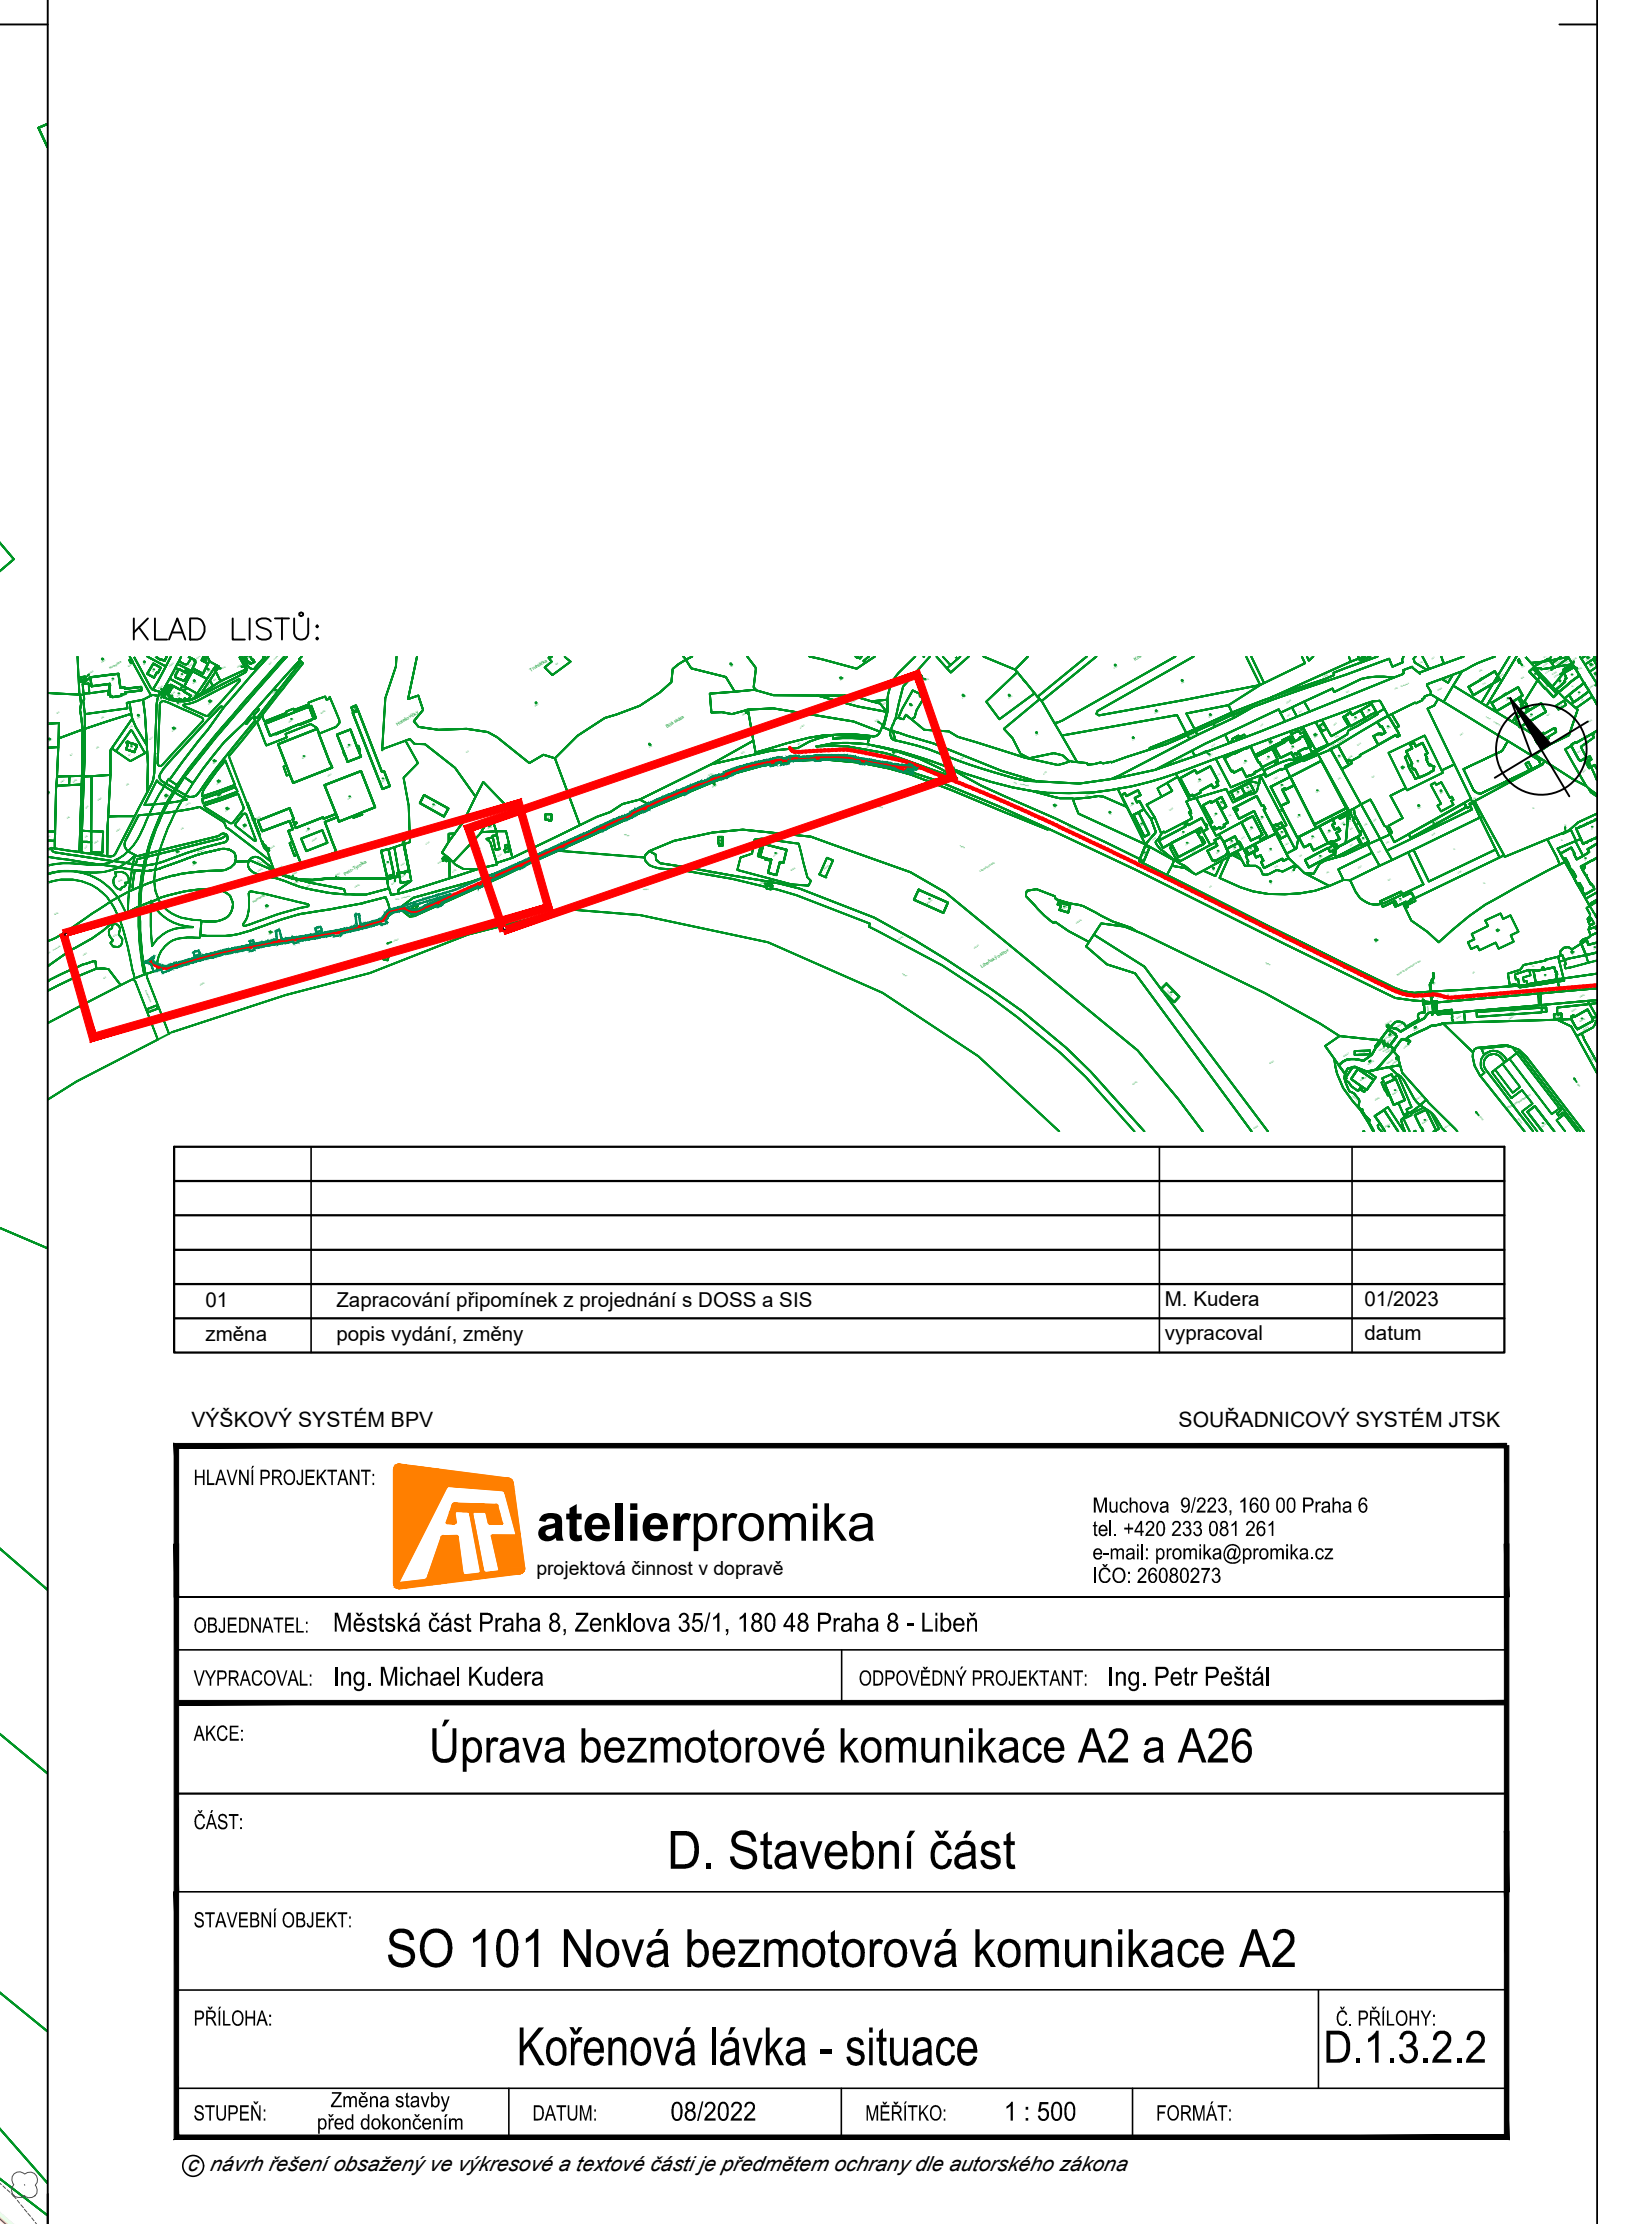 KLAD LISTŮ:
01 Zapracování připomínek z projednání s DOSS a SIS M. Kudera 01/2023
změna popis vydání, změny vypracoval datum
VÝŠKOVÝ SYSTÉM BPV SOUŘADNICOVÝ SYSTÉM JTSK
HLAVNÍ PROJEKTANT:
atelierpromika
projektová činnost v dopravě
Muchova 9/223, 160 00 Praha 6
tel. +420 233 081 261
e-mail: promika@promika.cz
IČO: 26080273
OBJEDNATEL: Městská část Praha 8, Zenklova 35/1, 180 48 Praha 8 - Libeň
VYPRACOVAL: Ing. Michael Kudera ODPOVĚDNÝ PROJEKTANT: Ing. Petr Peštál
AKCE: Úprava bezmotorové komunikace A2 a A26
ČÁST: D. Stavební část
STAVEBNÍ OBJEKT: SO 101 Nová bezmotorová komunikace A2
PŘÍLOHA: Kořenová lávka - situace
Č. PŘÍLOHY:
D.1.3.2.2
STUPEŇ: Změna stavby
před dokončením
DATUM: 08/2022 MĚŘÍTKO: 1 : 500 FORMÁT:
© návrh řešení obsažený ve výkresové a textové části je předmětem ochrany dle autorského zákona